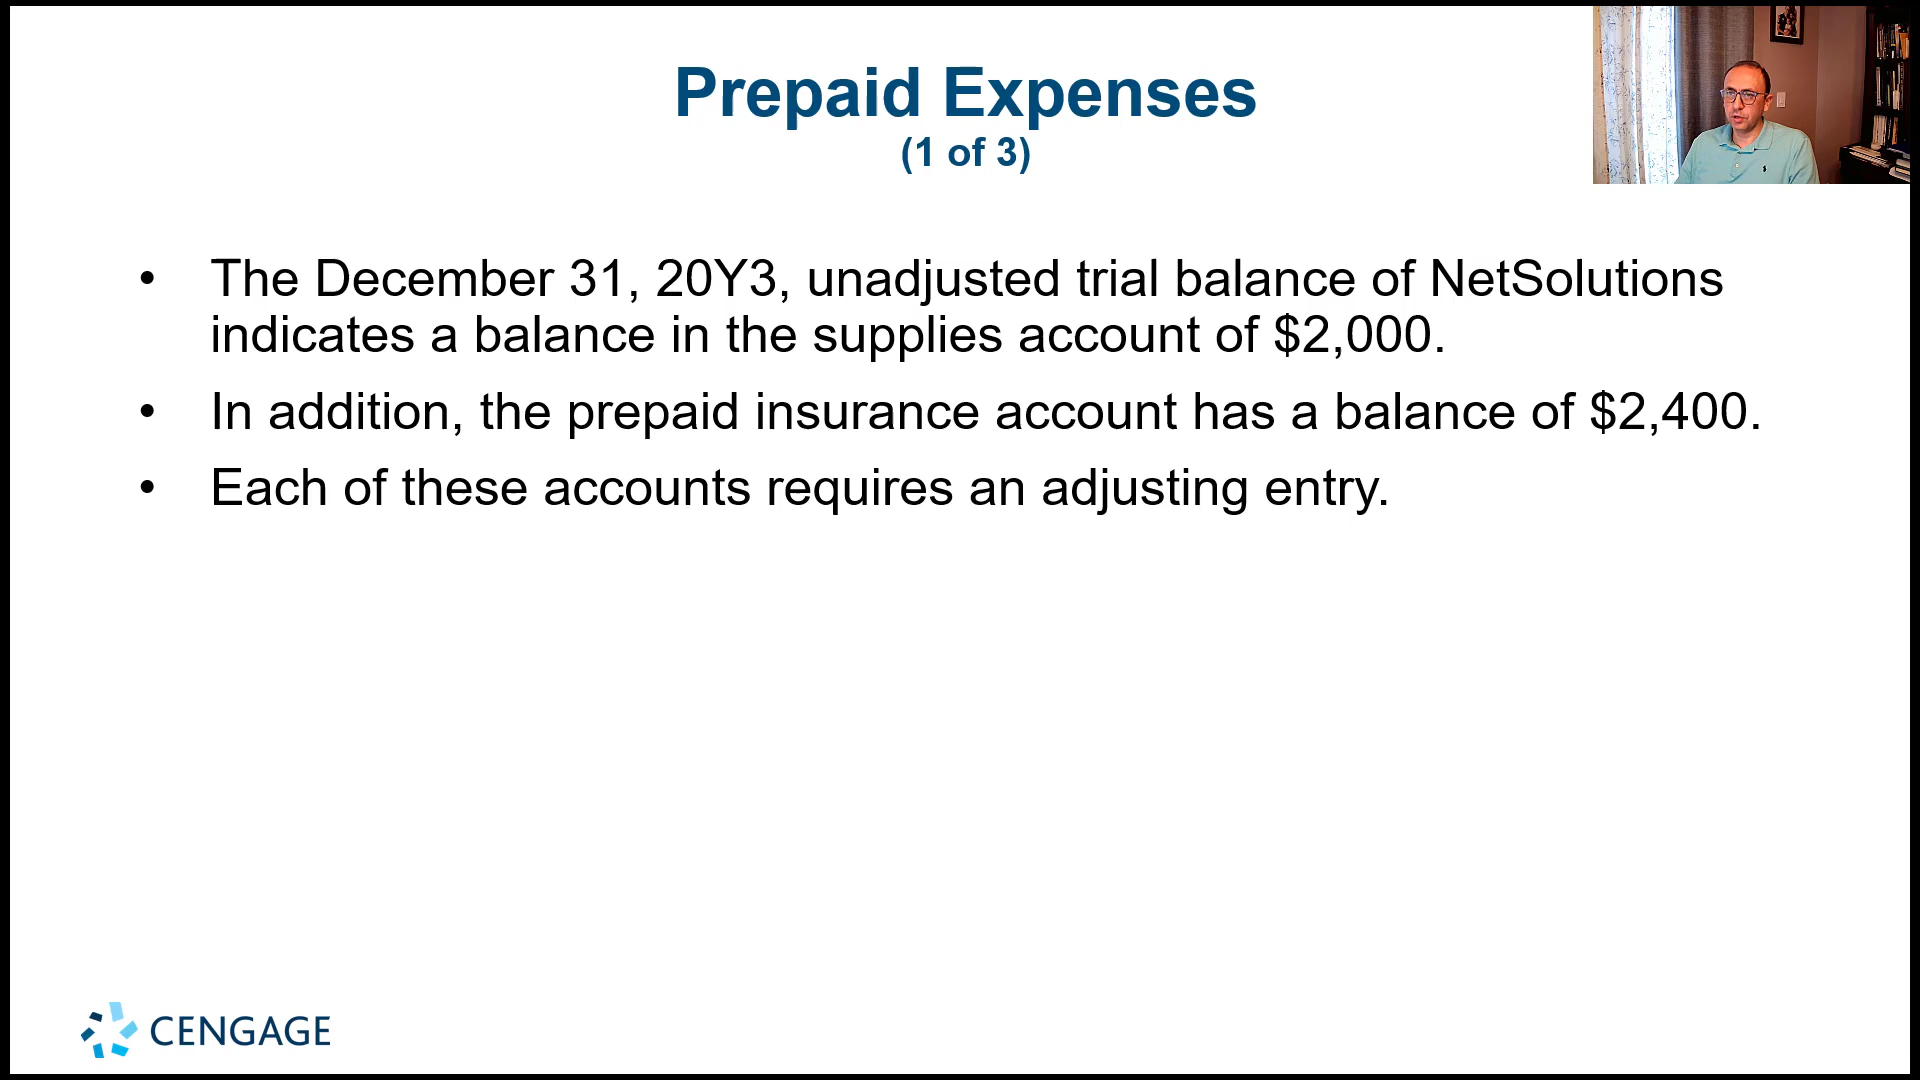 Prepaid Expenses
(1 of 3)
• The December 31, 20Y3, unadjusted trial balance of NetSolutions
indicates a balance in the supplies account of $2,000.
• In addition, the prepaid insurance account has a balance of $2,400.
• Each of these accounts requires an adjusting entry.
CENGAGE